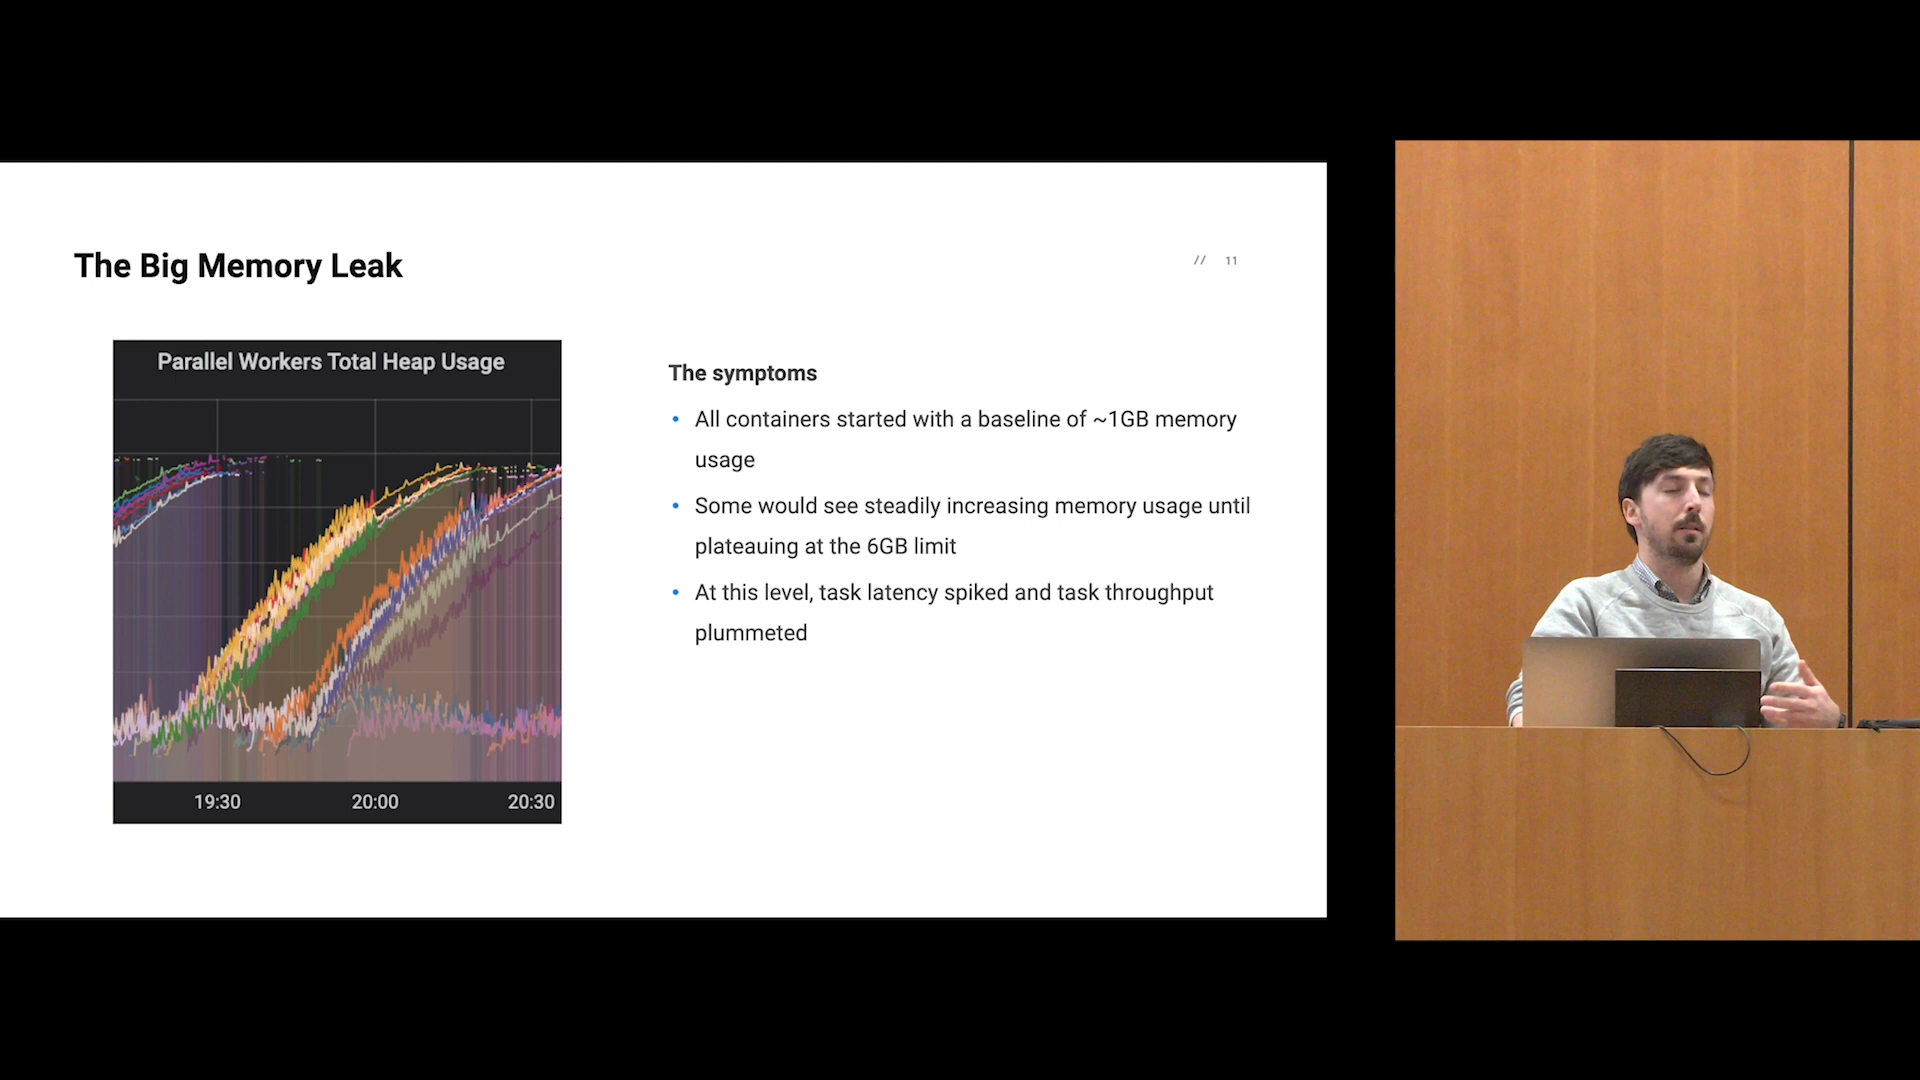 The Big Memory Leak
// 11
Parallel Workers Total Heap Usage
19:30 20:00 20:30
The symptoms
• All containers started with a baseline of ~1GB memory
usage
• Some would see steadily increasing memory usage until
plateauing at the 6GB limit
• At this level, task latency spiked and task throughput
plummeted